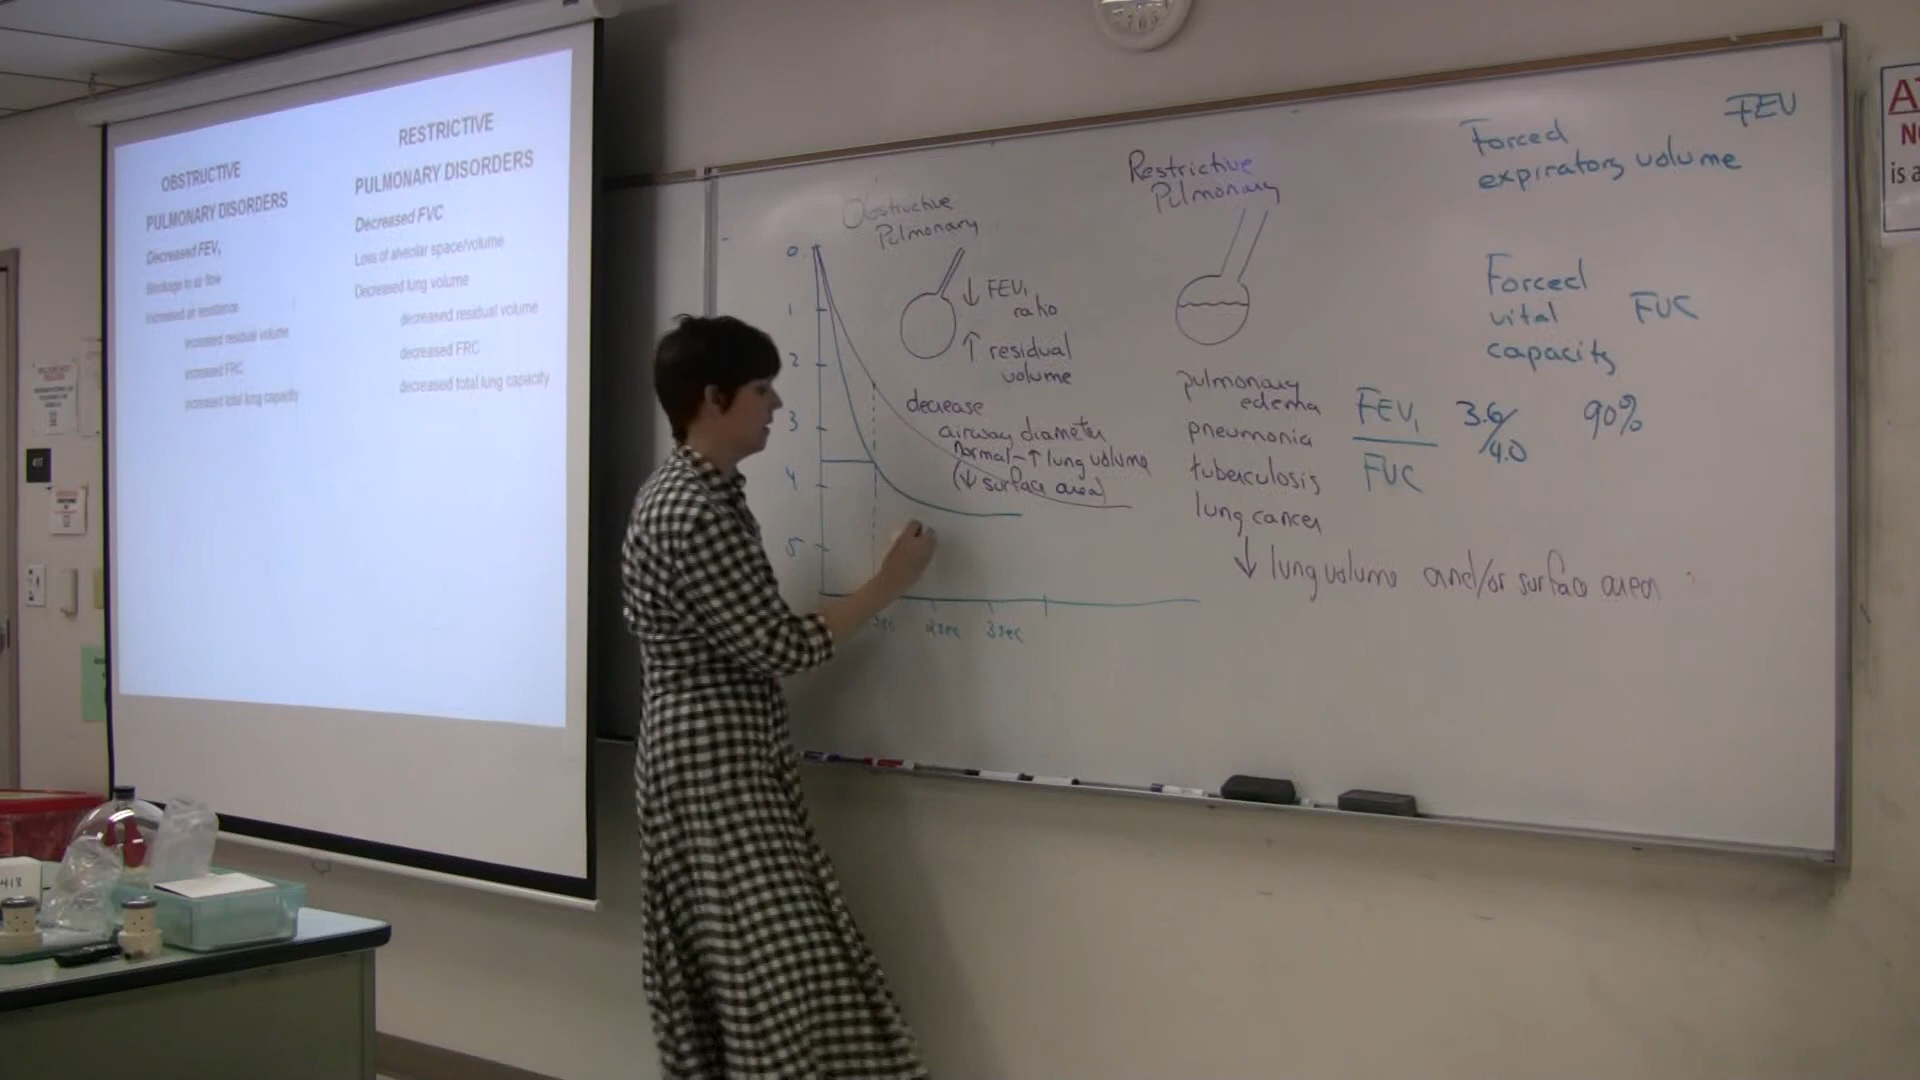 OBSTRUCTIVE
PULMONARY DISORDERS
Decreased FEV₁
Blockage to air flow
Increased air resistance
increased residual volume
increased FRC
increased total lung capacity
RESTRICTIVE
PULMONARY DISORDERS
Decreased FVC
Loss of alveolar space/volume
Decreased lung volume
decreased residual volume
decreased FRC
decreased total lung capacity
Obstructive
Pulmonary
↓ FEV₁
ratio
↑ residual
volume
decrease
airway diameter
normal-↑ lung volume
(↓ surface area)
0
1
2
3
4
5
2sec
3sec
Restrictive
Pulmonary
pulmonary
edema
pneumonia
tuberculosis
lung cancer
↓ lung volume and/or surface area
Forced
expiratory volume
FEV
Forced
vital
capacity
FVC
FEV₁
FVC
3.6/4.0
90%
is a
418